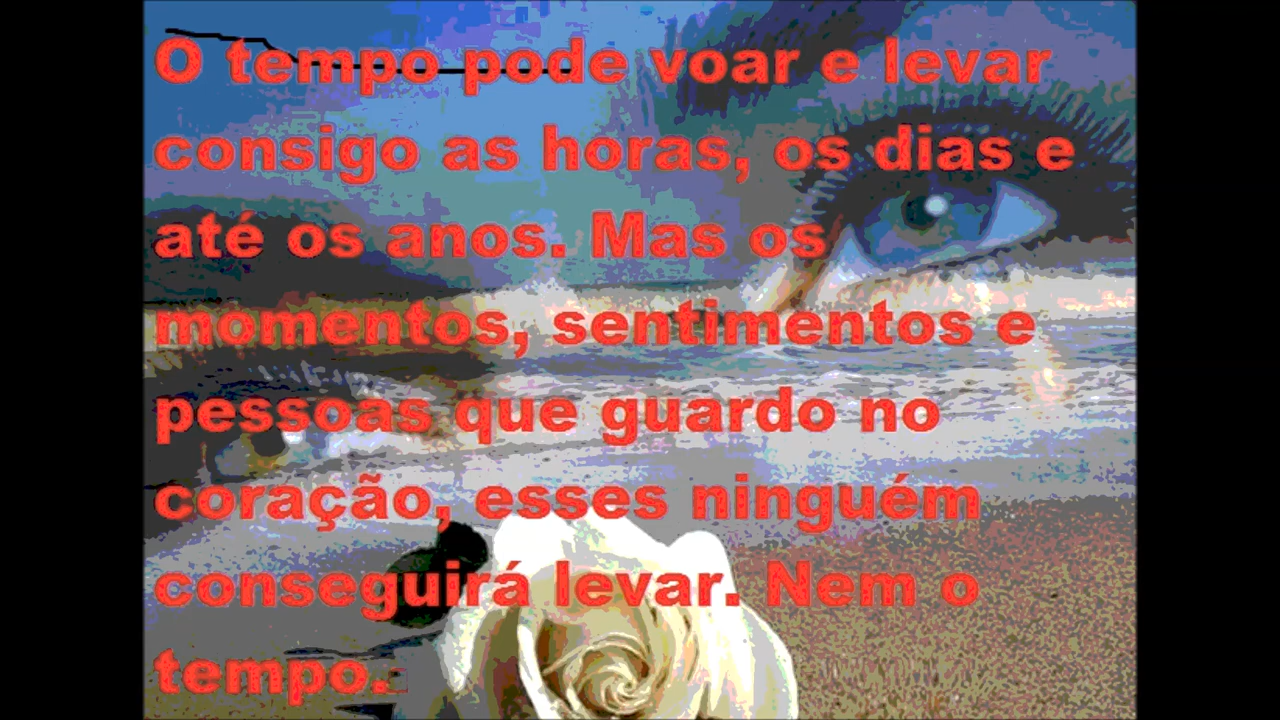 O tempo pode voar e levar
consigo as horas, os dias e
até os anos. Mas os
momentos, sentimentos e
pessoas que guardo no
coração, esses ninguém
conseguirá levar. Nem o
tempo.